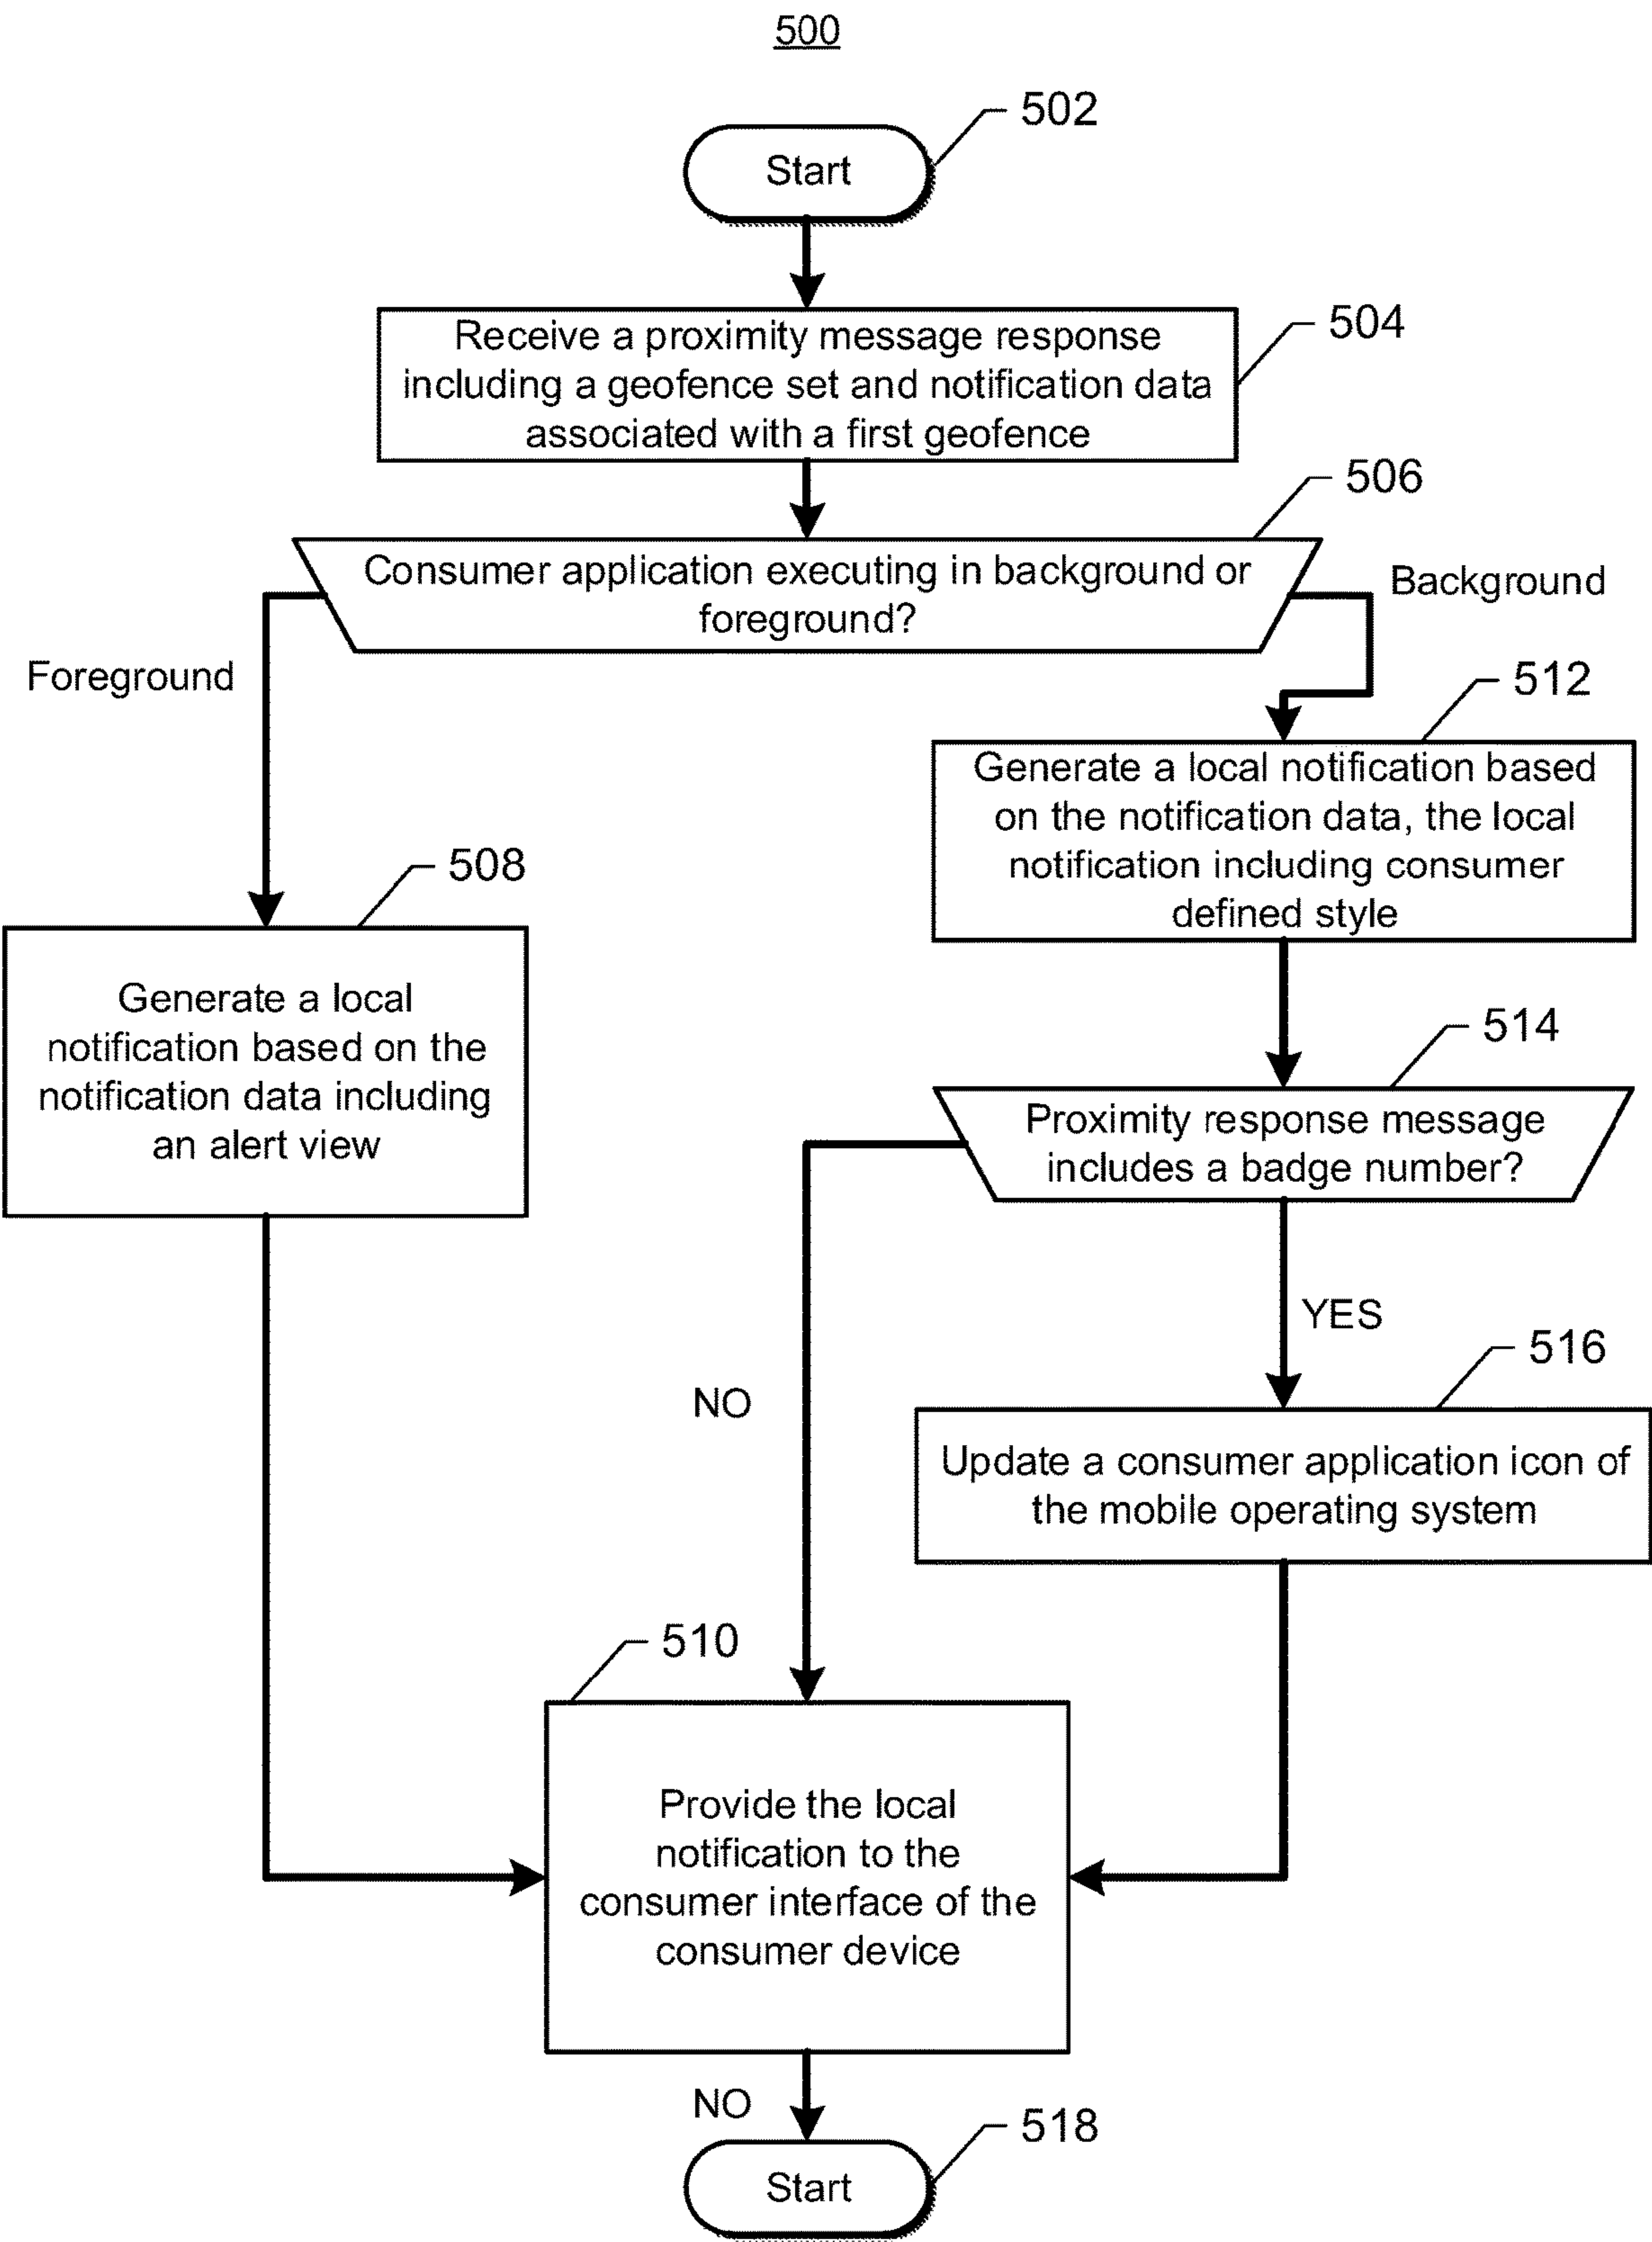 500
502
Start
504
Receive a proximity message response
including a geofence set and notification data
associated with a first geofence
506
Consumer application executing in background or
foreground?
Background
Foreground
512
Generate a local notification based
on the notification data, the local
notification including consumer
defined style
508
Generate a local
notification based on the
notification data including
an alert view
514
Proximity response message
includes a badge number?
YES
NO
516
Update a consumer application icon of
the mobile operating system
510
Provide the local
notification to the
consumer interface of the
consumer device
NO
518
Start